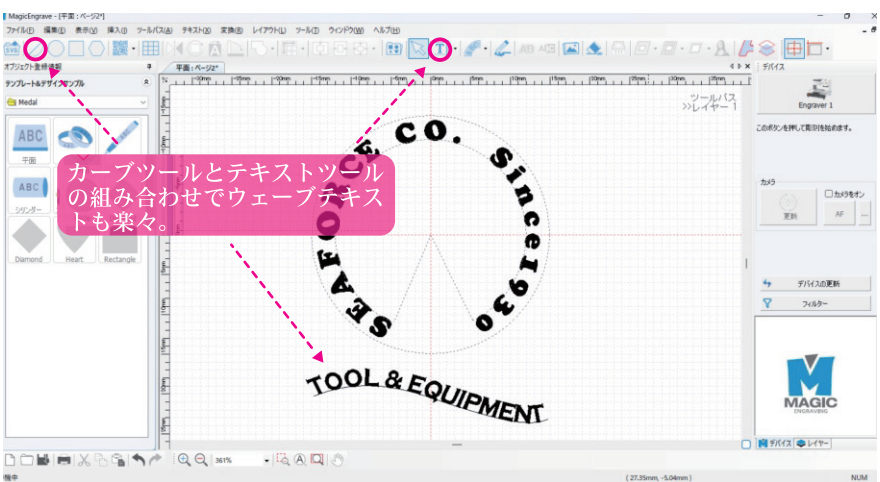 MagicEngrave - [平面 : ページ2*]
ファイル(F) 編集(E) 表示(V) 挿入(I) ツールパス(A) テキスト(X) 変換(B) レイアウト(L) ツール(T) ウィンドウ(W) ヘルプ(H)
SVG
T
AB
オブジェクト登録情報
テンプレート&デザインサンプル
Medal
ABC
平面
ABC
シリンダー
Diamond Heart Rectangle
平面 : ページ2*
ツールパス
>>レイヤー 1
カーブツールとテキストツール
の組み合わせでウェーブテキス
トも楽々。
SEAFORCE CO. Since1930
TOOL & EQUIPMENT
デバイス
Engraver 1
このボタンを押して彫刻を始めます。
カメラ
カメラをオン
更新
AF
...
デバイスの更新
フィルター
M
MAGIC
ENGRAVING
デバイス レイヤー
361%
待機中
( 27.35mm, -5.04mm )
NUM